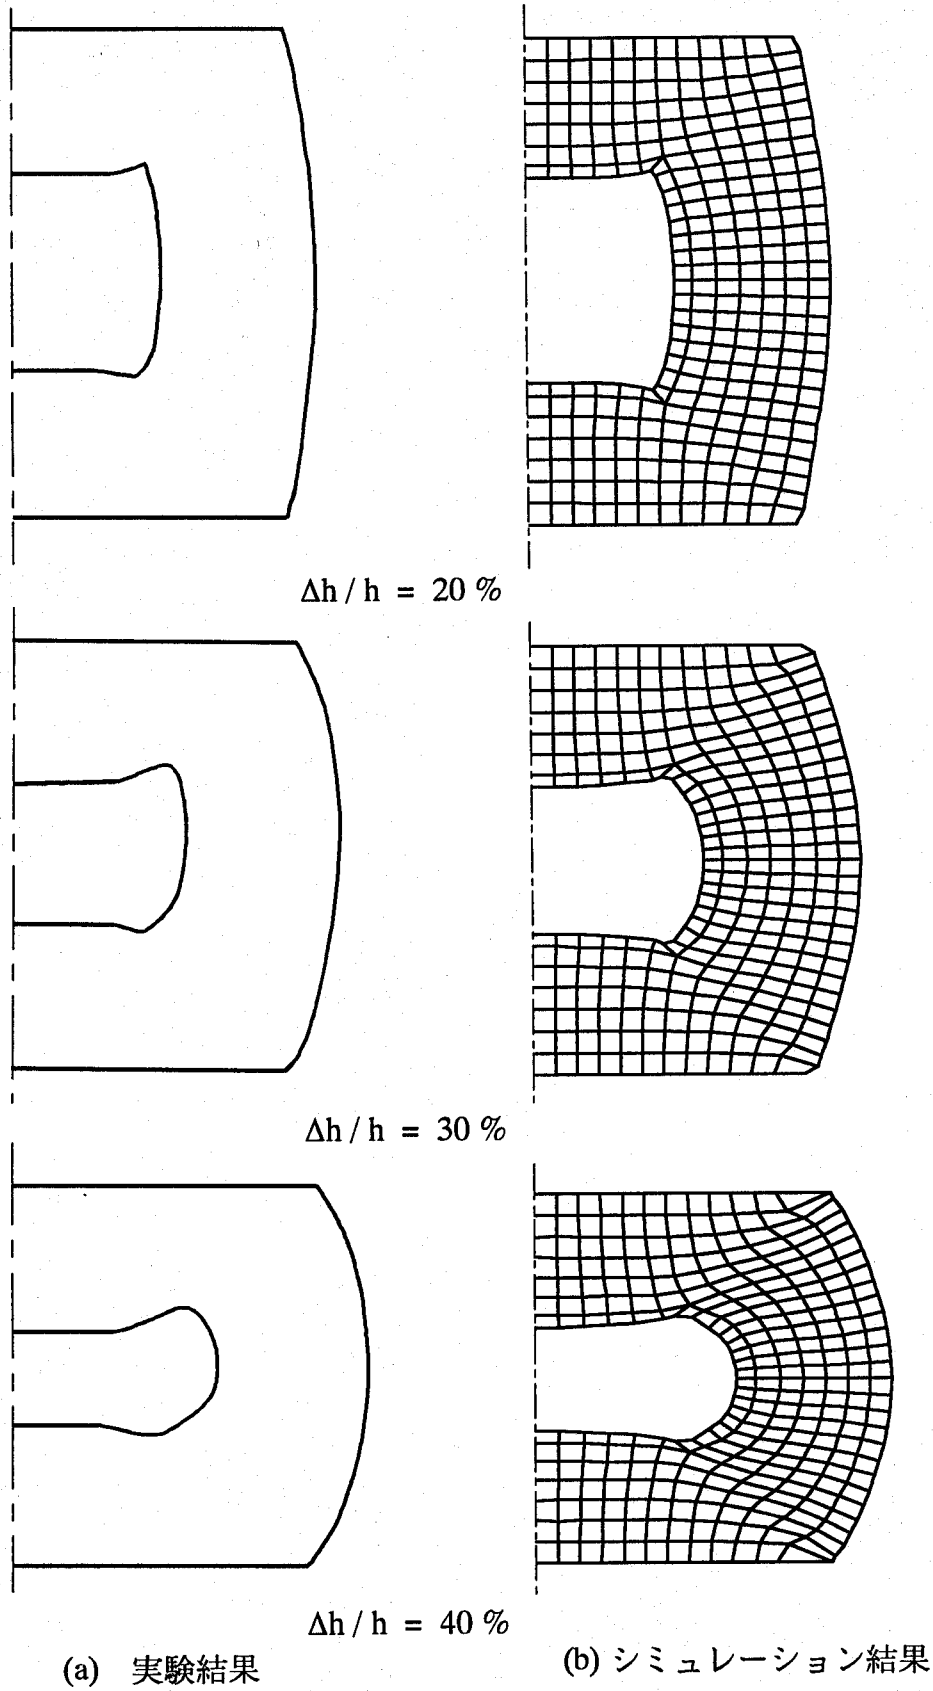 Δh / h = 20 %
Δh / h = 30 %
Δh / h = 40 %
(a) 実験結果
(b) シミュレーション結果